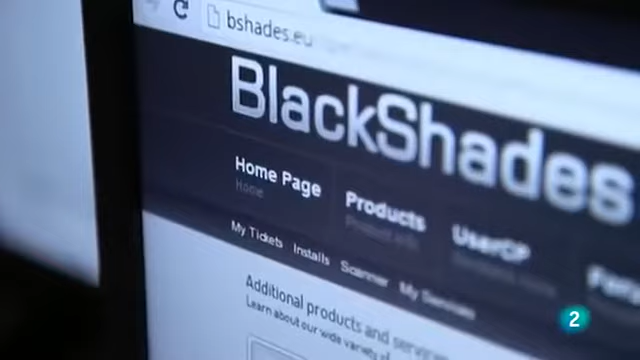 bshades.eu
BlackShades
Home Page Products UserCP
Home
My Tickets Installs Scanner My Services
Additional products and services
Learn about our wide variety of
2